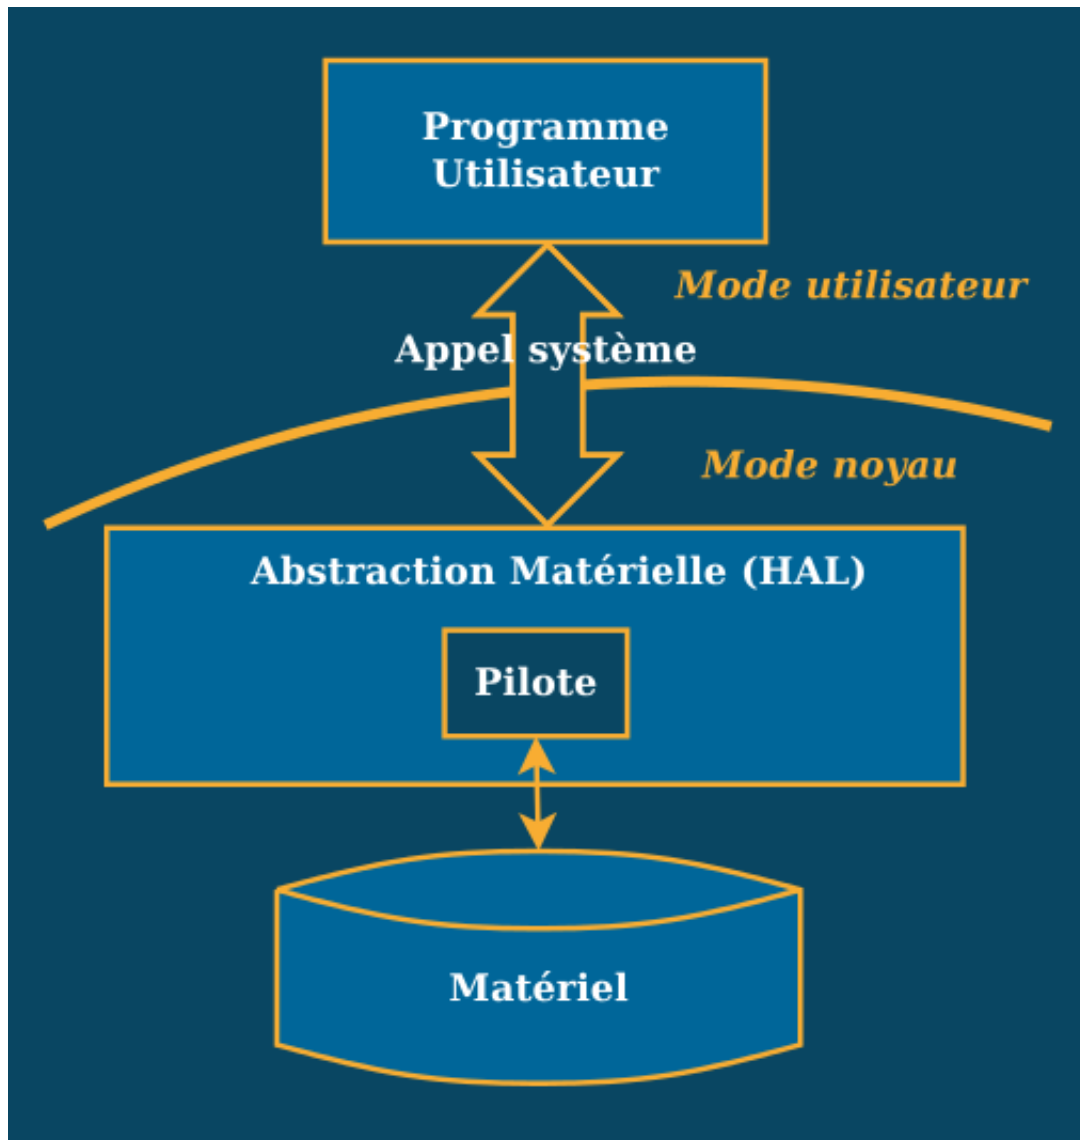 Programme
Utilisateur
Mode utilisateur
Appel système
Mode noyau
Abstraction Matérielle (HAL)
Pilote
Matériel